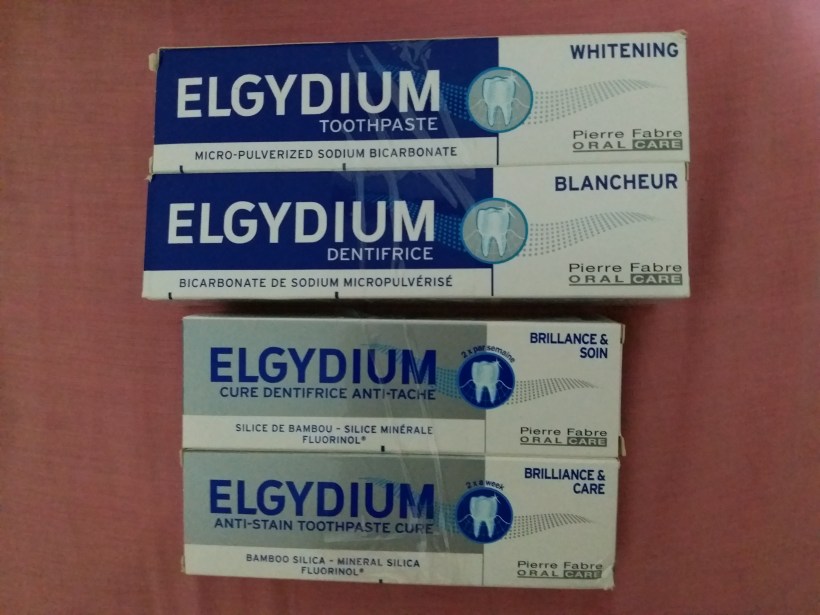 WHITENING
ELGYDIUM
TOOTHPASTE
Pierre Fabre
ORAL CARE
MICRO-PULVERIZED SODIUM BICARBONATE
BLANCHEUR
ELGYDIUM
DENTIFRICE
Pierre Fabre
ORAL CARE
BICARBONATE DE SODIUM MICROPULVÉRISÉ
BRILLANCE &
SOIN
2 x par semaine
ELGYDIUM
CURE DENTIFRICE ANTI-TACHE
SILICE DE BAMBOU - SILICE MINÉRALE
FLUORINOL®
Pierre Fabre
ORAL CARE
BRILLIANCE &
CARE
2 x a week
ELGYDIUM
ANTI-STAIN TOOTHPASTE CURE
BAMBOO SILICA - MINERAL SILICA
FLUORINOL®
Pierre Fabre
ORAL CARE